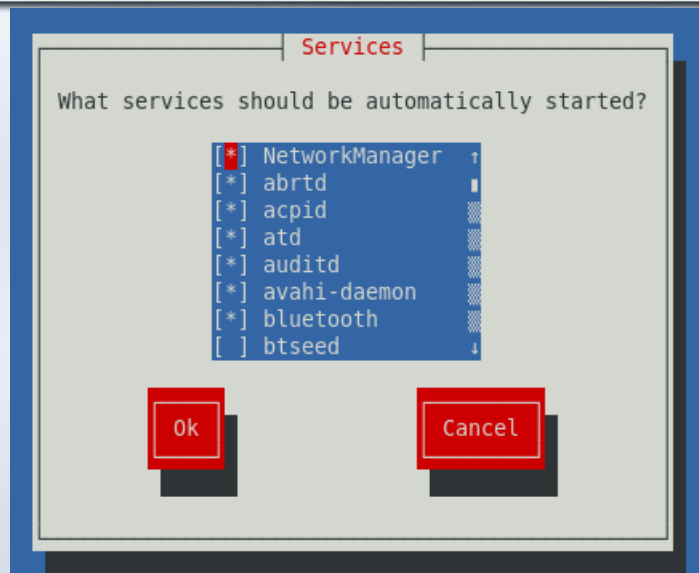 Services
What services should be automatically started?
[*] NetworkManager ↑
[*] abrtd
[*] acpid
[*] atd
[*] auditd
[*] avahi-daemon
[*] bluetooth
[ ] btseed ↓
Ok Cancel